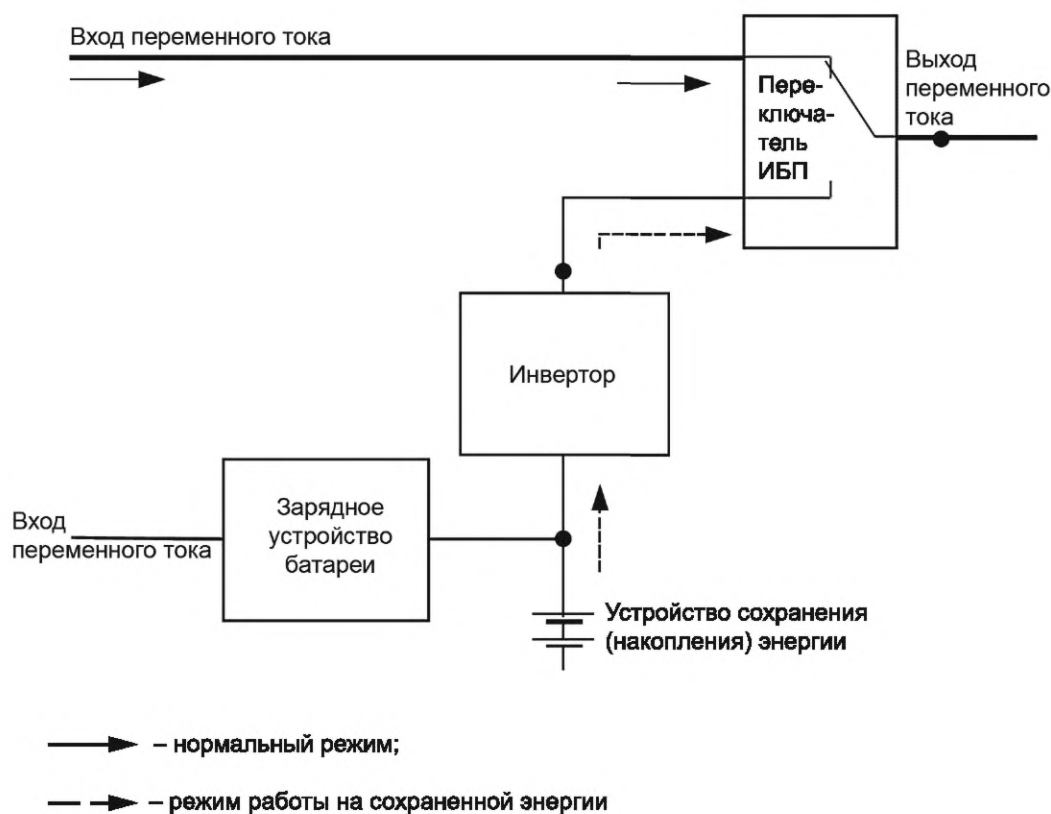 Вход переменного тока
Выход
переменного
тока
Пере-
ключа-
тель
ИБП
Инвертор
Зарядное
устройство
батареи
Вход
переменного тока
Устройство сохранения
(накопления) энергии
– нормальный режим;
– режим работы на сохраненной энергии